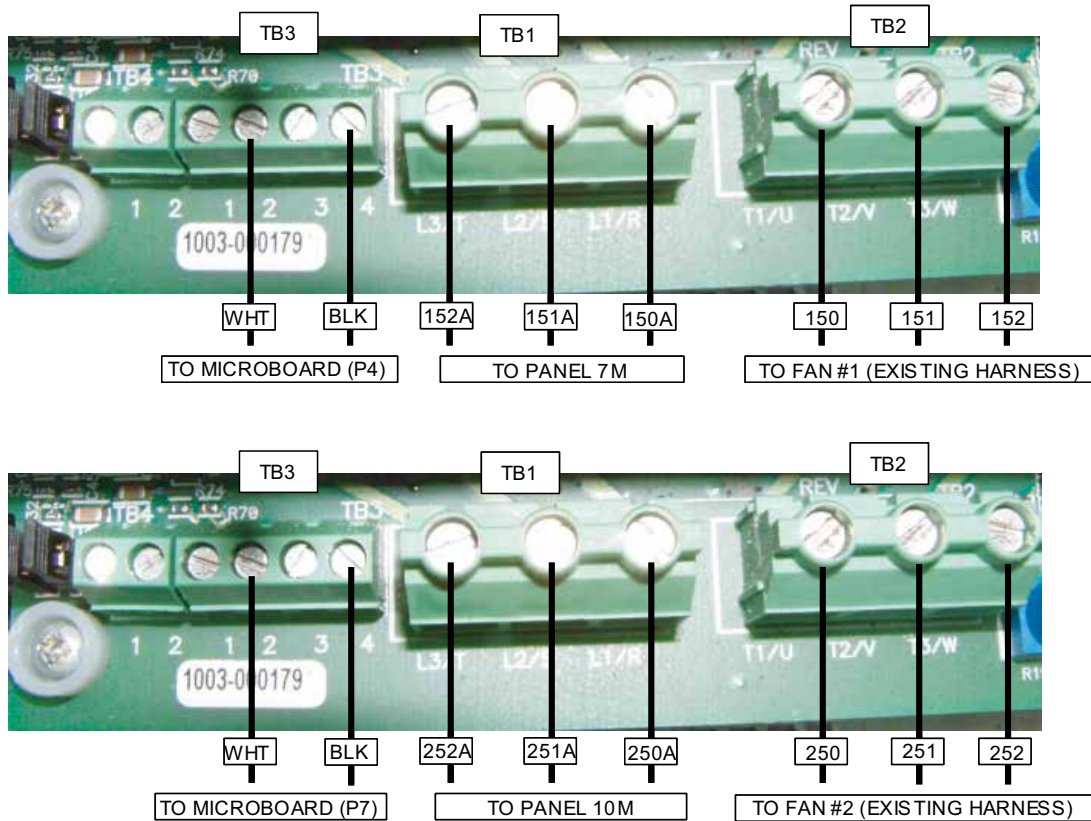 TB3 TB1 TB2
REV TB2
TB4 R74 R70 TB3
1 2 1 2 3 4 L3/T L2/S L1/R T1/U T2/V T3/W
1003-000179
WHT BLK 152A 151A 150A 150 151 152
TO MICROBOARD (P4) TO PANEL 7M TO FAN #1 (EXISTING HARNESS)
TB3 TB1 TB2
REV TB2
TB4 R74 R70 TB3
1 2 1 2 3 4 L3/T L2/S L1/R T1/U T2/V T3/W
1003-000179
WHT BLK 252A 251A 250A 250 251 252
TO MICROBOARD (P7) TO PANEL 10M TO FAN #2 (EXISTING HARNESS)